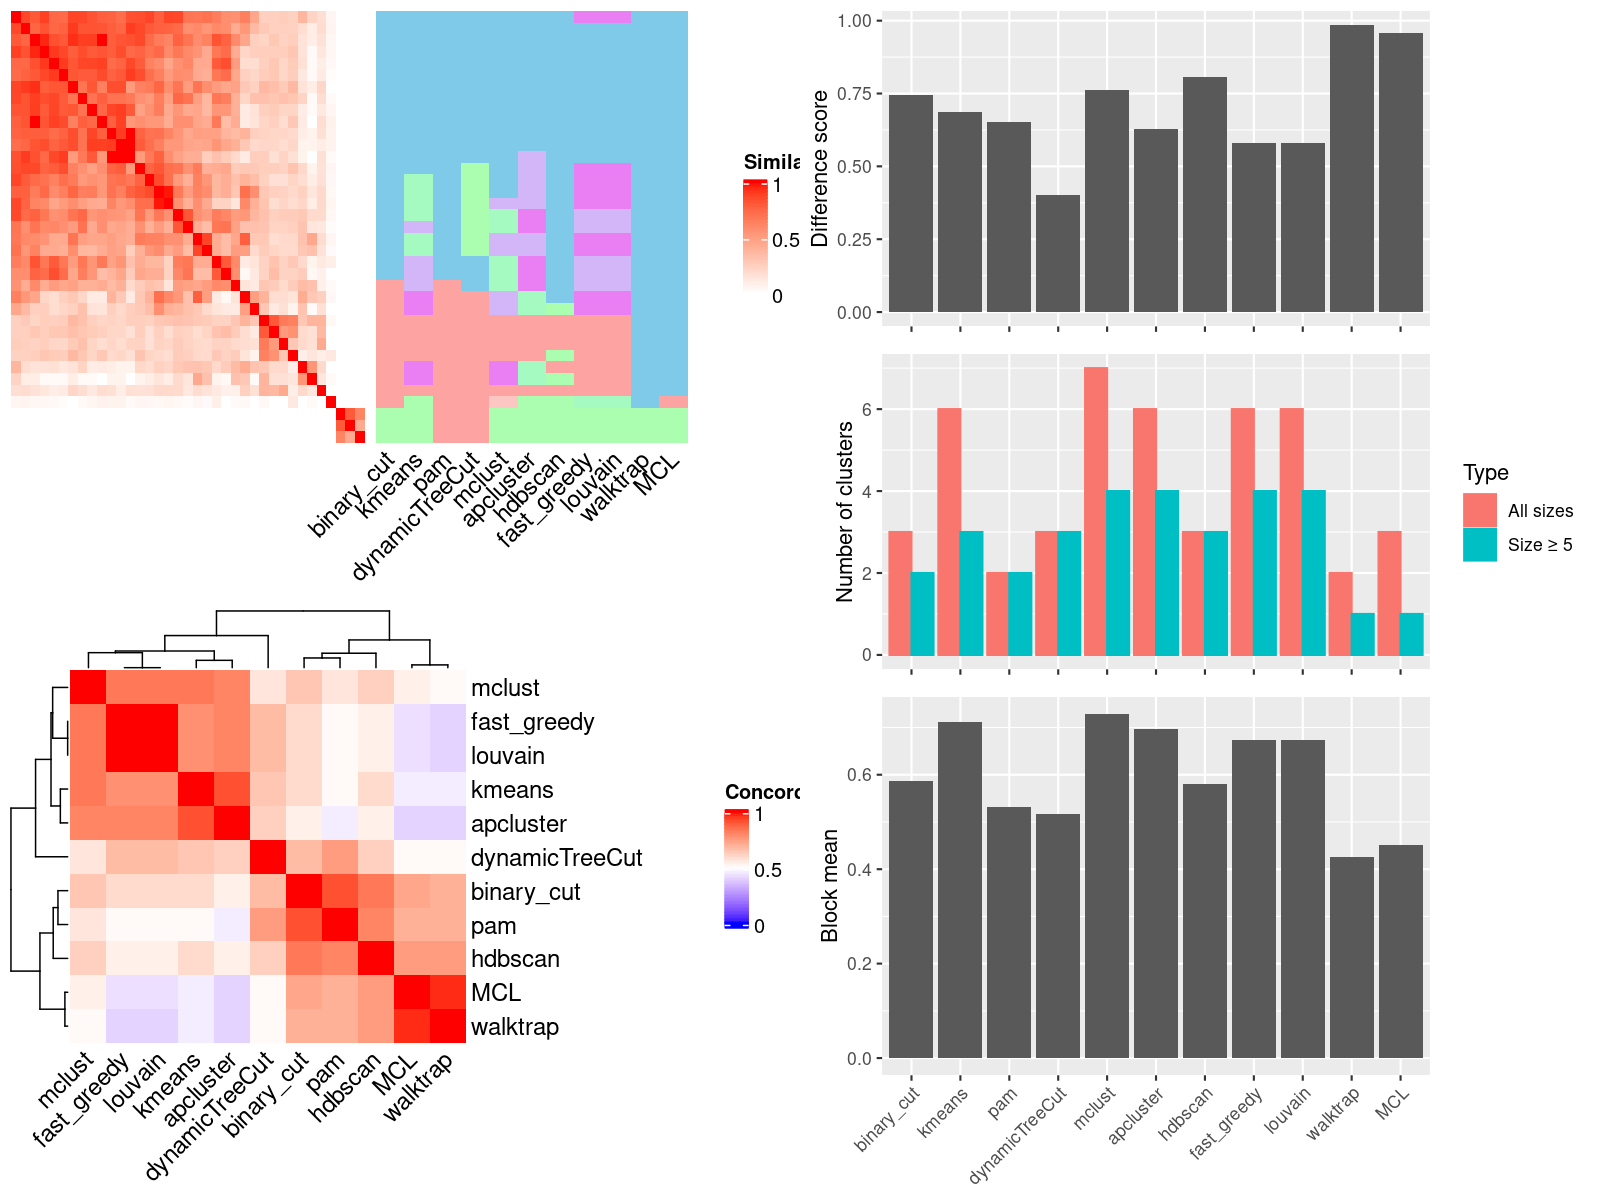 Simila
1
0.5
0
binary_cut
kmeans
pam
dynamicTreeCut
mclust
apcluster
hdbscan
fast_greedy
louvain
walktrap
MCL
mclust
fast_greedy
louvain
kmeans
apcluster
dynamicTreeCut
binary_cut
pam
hdbscan
MCL
walktrap
Concord
1
0.5
0
mclust
fast_greedy
louvain
kmeans
apcluster
dynamicTreeCut
binary_cut
pam
hdbscan
MCL
walktrap
Difference score
1.00
0.75
0.50
0.25
0.00
Number of clusters
6
4
2
0
Type
All sizes
Size ≥ 5
Block mean
0.6
0.4
0.2
0.0
binary_cut
kmeans
pam
dynamicTreeCut
mclust
apcluster
hdbscan
fast_greedy
louvain
walktrap
MCL